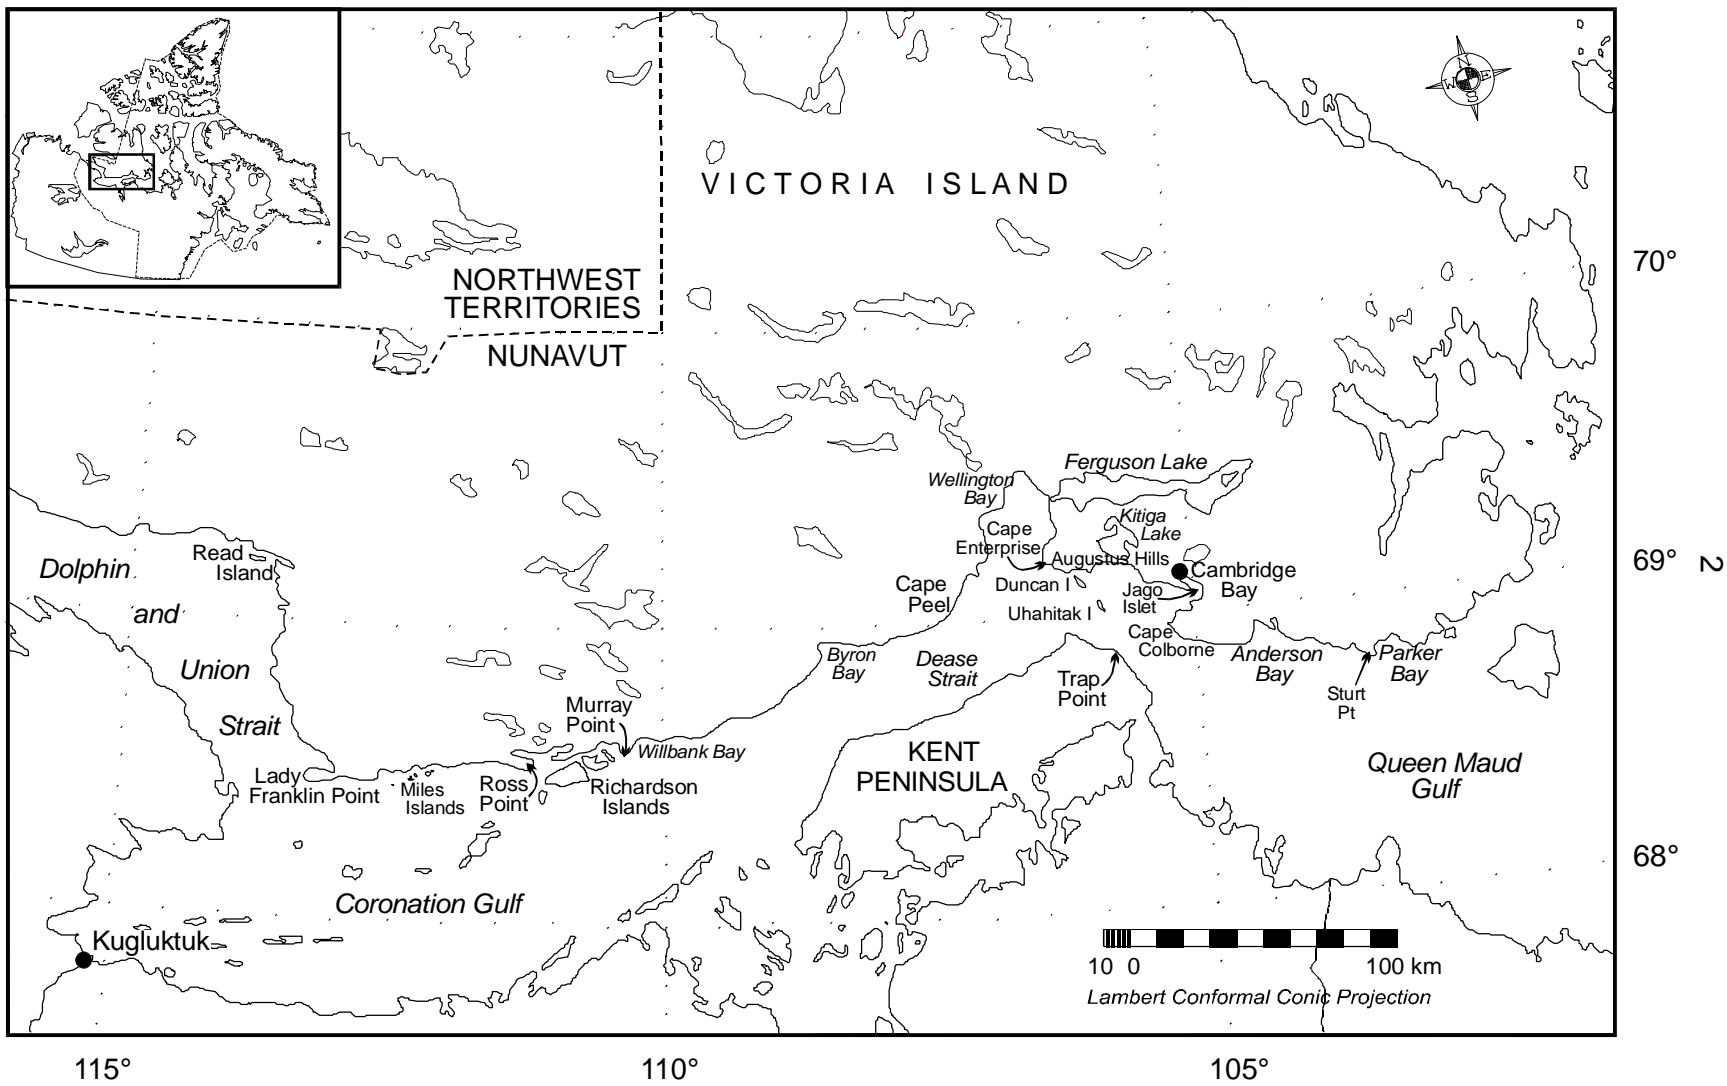 N
W
E
S
VICTORIA ISLAND
70°
NORTHWEST
TERRITORIES
NUNAVUT
Ferguson Lake
Wellington
Bay
Kitiga
Lake
Cape
Enterprise
Augustus Hills
69°
2
Read
Island
Dolphin
and
Union
Strait
Cambridge
Bay
Cape
Peel
Duncan I
Jago
Islet
Uhahitak I
Cape
Colborne
Byron
Bay
Dease
Strait
Anderson
Bay
Parker
Bay
Trap
Point
Sturt
Pt
Murray
Point
Willbank Bay
Lady
Franklin Point
Miles
Islands
Ross
Point
Richardson
Islands
KENT
PENINSULA
Queen Maud
Gulf
68°
Coronation Gulf
Kugluktuk
10 0 100 km
Lambert Conformal Conic Projection
115°
110°
105°